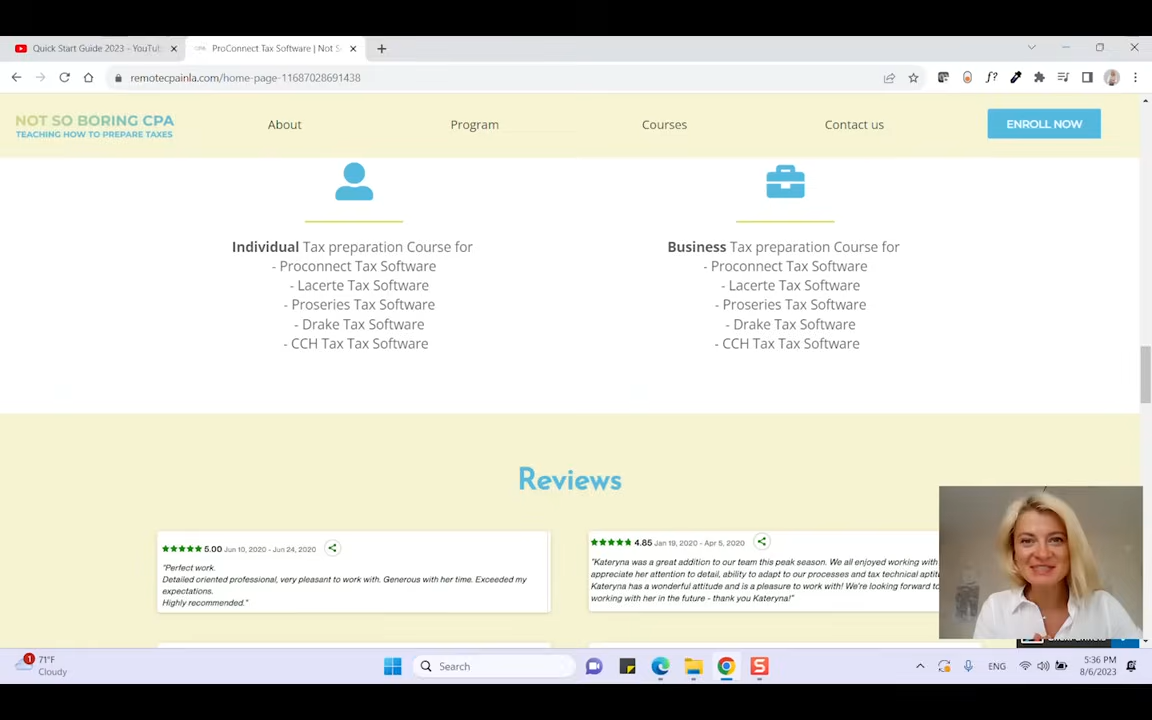 Quick Start Guide 2023 - YouTu
ProConnect Tax Software | Not S
remotecpainla.com/home-page-11687028691438
NOT SO BORING CPA
TEACHING HOW TO PREPARE TAXES
About
Program
Courses
Contact us
ENROLL NOW
Individual Tax preparation Course for
- Proconnect Tax Software
- Lacerte Tax Software
- Proseries Tax Software
- Drake Tax Software
- CCH Tax Tax Software
Business Tax preparation Course for
- Proconnect Tax Software
- Lacerte Tax Software
- Proseries Tax Software
- Drake Tax Software
- CCH Tax Tax Software
Reviews
5.00 Jun 10, 2020 - Jun 24, 2020
"Perfect work.
Detailed oriented professional, very pleasant to work with. Generous with her time. Exceeded my
expectations.
Highly recommended."
4.85 Jan 19, 2020 - Apr 5, 2020
"Kateryna was a great addition to our team this peak season. We all enjoyed working with
appreciate her attention to detail, ability to adapt to our processes and tax technical aptit
Kateryna has a wonderful attitude and is a pleasure to work with! We're looking forward to
working with her in the future - thank you Kateryna!"
1
71°F
Cloudy
Search
ENG
5:36 PM
8/6/2023